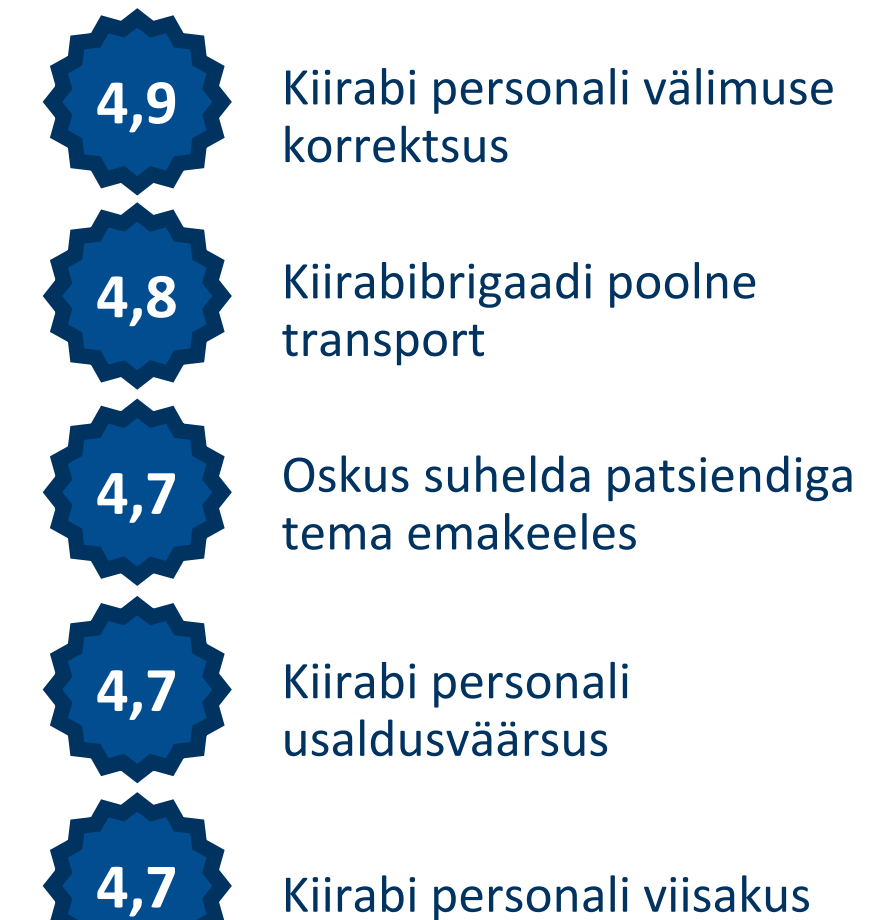 4,9
Kiirabi personali välimuse
korrektsus
4,8
Kiirabibrigaadi poolne
transport
4,7
Oskus suhelda patsiendiga
tema emakeeles
4,7
Kiirabi personali
usaldusväärsus
4,7
Kiirabi personali viisakus